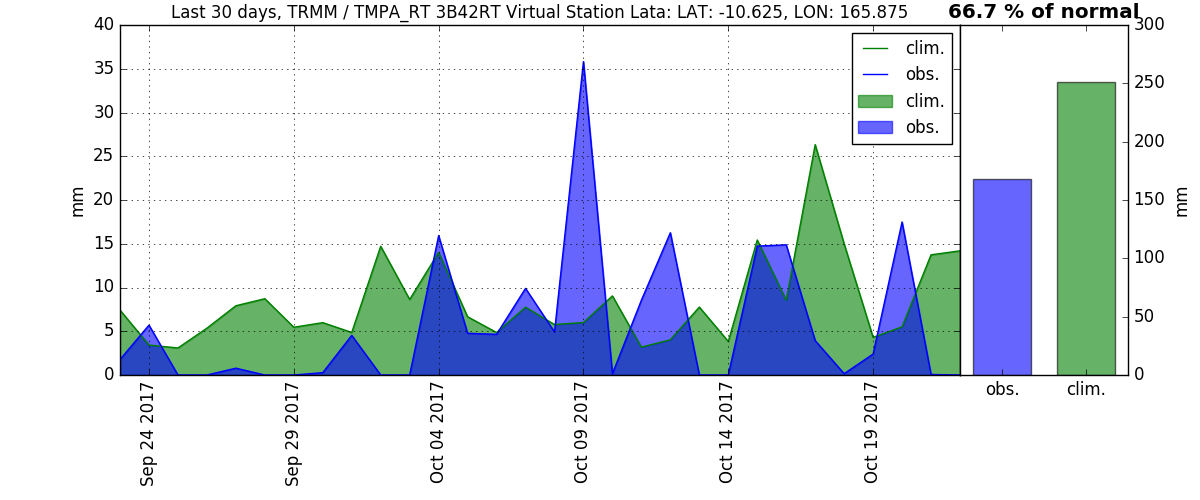 Last 30 days, TRMM / TMPA_RT 3B42RT Virtual Station Lata: LAT: -10.625, LON: 165.875
66.7 % of normal
40
35
30
25
20
15
10
5
0
mm
clim.
obs.
clim.
obs.
300
250
200
150
100
50
0
mm
Sep 24 2017
Sep 29 2017
Oct 04 2017
Oct 09 2017
Oct 14 2017
Oct 19 2017
obs.
clim.